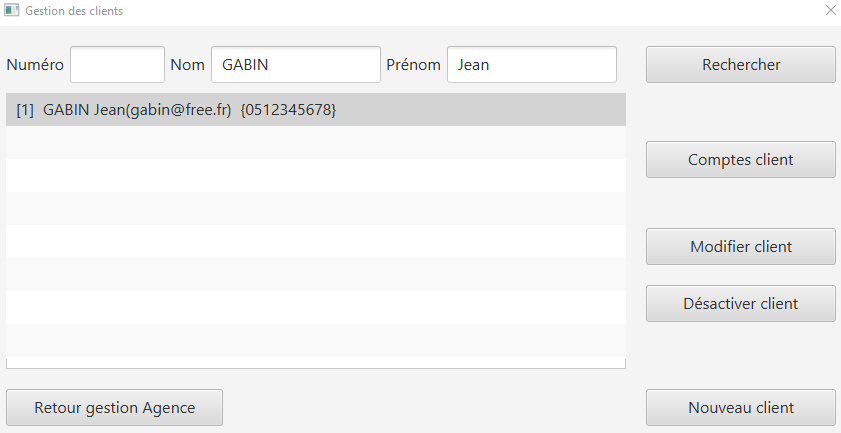 Gestion des clients
Numéro Nom GABIN Prénom Jean Rechercher
[1] GABIN Jean(gabin@free.fr) {0512345678}
Comptes client
Modifier client
Désactiver client
Retour gestion Agence Nouveau client